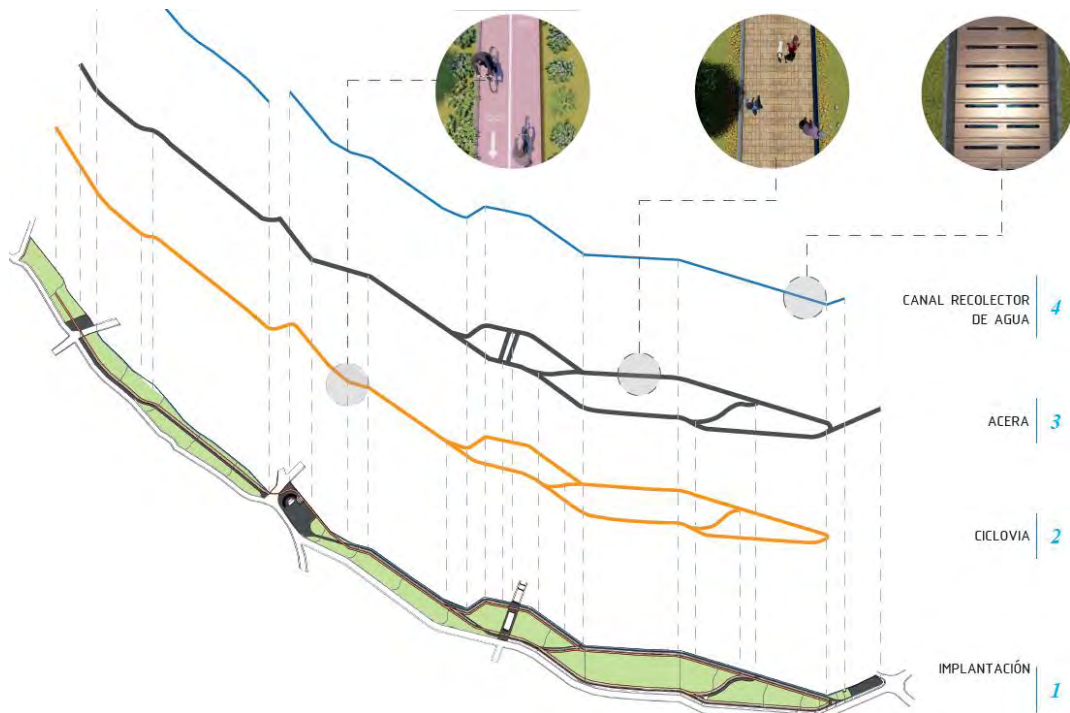 CANAL RECOLECTOR
DE AGUA
4
ACERA
3
CICLOVIA
2
IMPLANTACIÓN
1